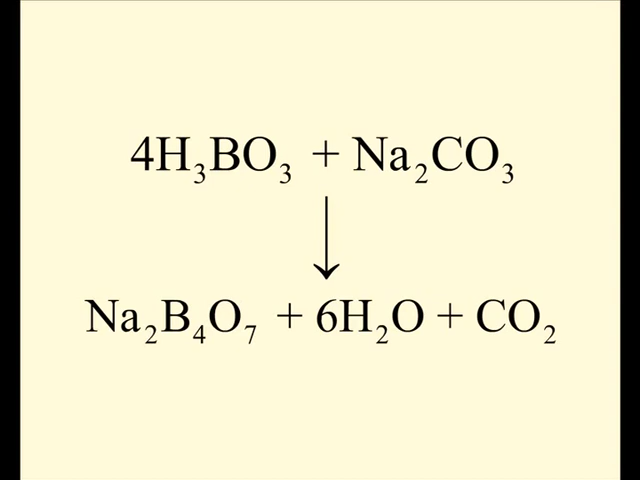 4H₃BO₃ + Na₂CO₃
↓
Na₂B₄O₇ + 6H₂O + CO₂